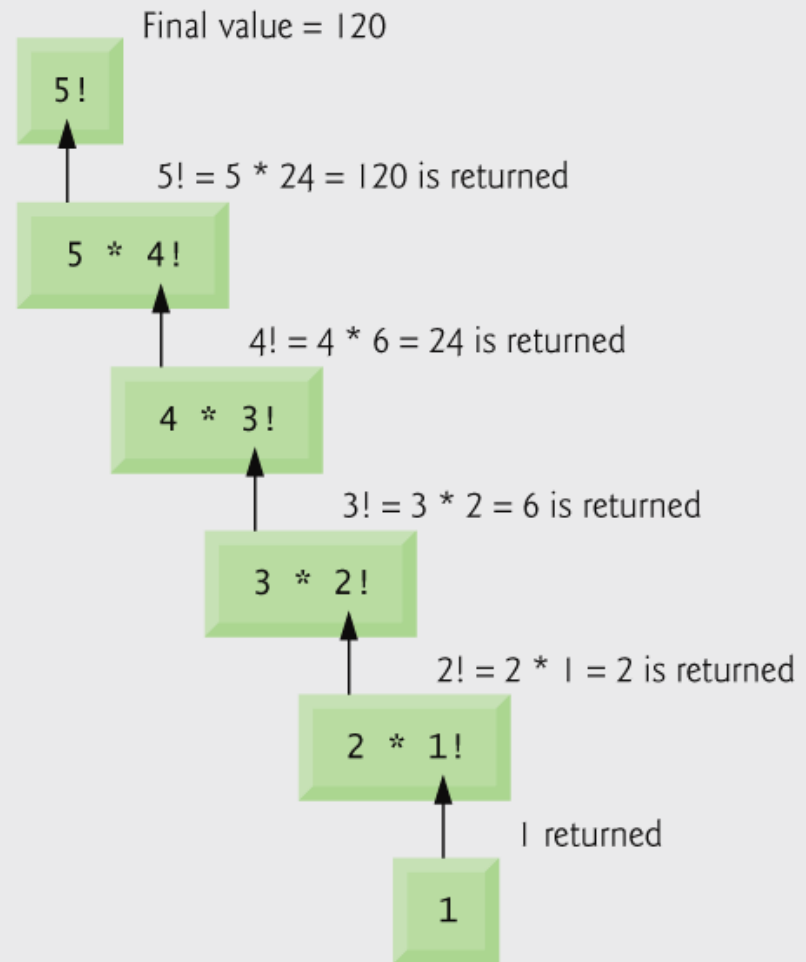 Final value = 120
5!
5! = 5 * 24 = 120 is returned
5 * 4!
4! = 4 * 6 = 24 is returned
4 * 3!
3! = 3 * 2 = 6 is returned
3 * 2!
2! = 2 * 1 = 2 is returned
2 * 1!
1 returned
1